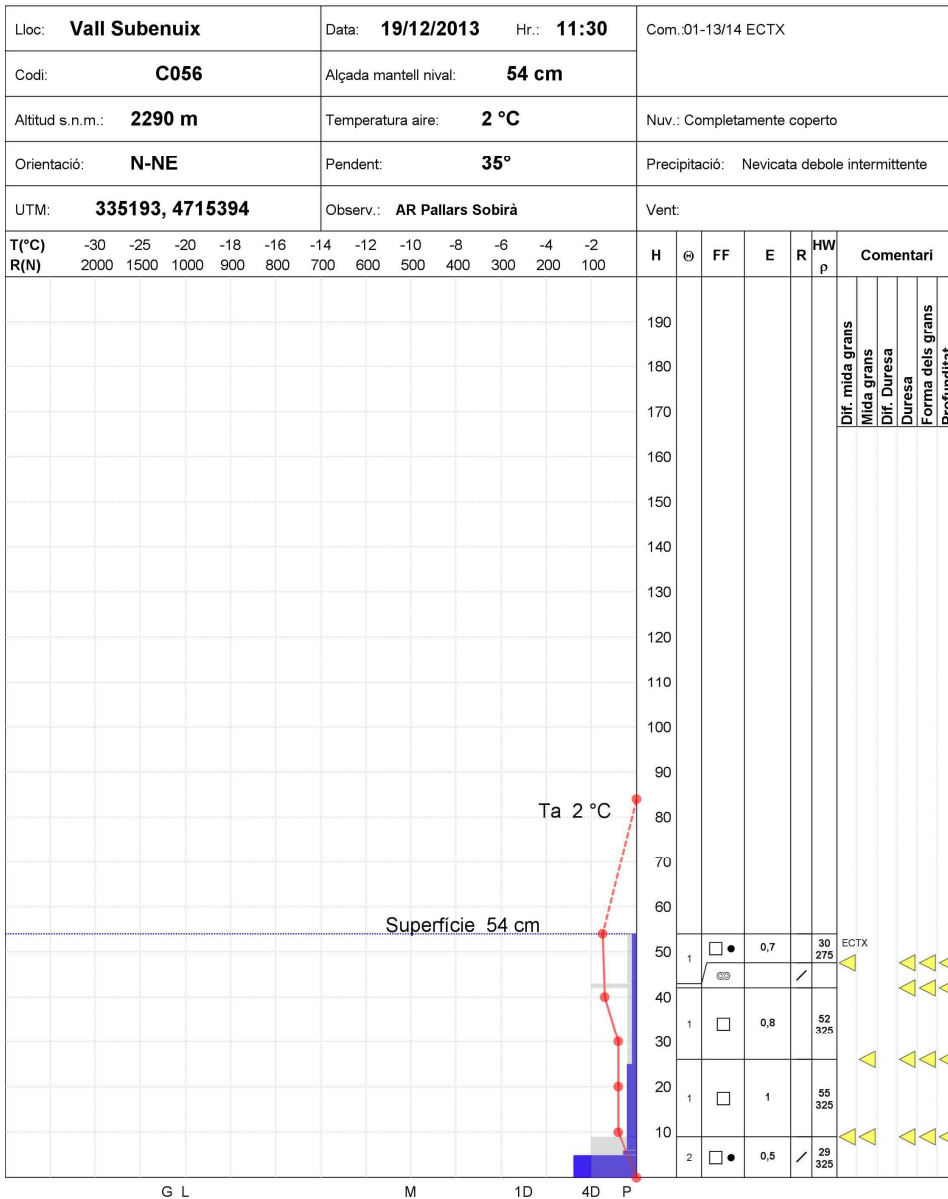 Lloc: Vall Subenuix Data: 19/12/2013 Hr.: 11:30 Com.:01-13/14 ECTX
Codi: C056 Alçada mantell nival: 54 cm
Altitud s.n.m.: 2290 m Temperatura aire: 2 °C Nuv.: Completamente coperto
Orientació: N-NE Pendent: 35° Precipitació: Nevicata debole intermittente
UTM: 335193, 4715394 Observ.: AR Pallars Sobirà Vent:
T(°C) -30 -25 -20 -18 -16 -14 -12 -10 -8 -6 -4 -2
R(N) 2000 1500 1000 900 800 700 600 500 400 300 200 100
H Θ FF E R HW ρ Comentari
Dif. mida grans
Mida grans
Dif. Duresa
Duresa
Forma dels grans
Profunditat
190
180
170
160
150
140
130
120
110
100
90
Ta 2 °C 80
70
60
Superfície 54 cm
50 1 0,7 30 275 ECTX
40
1 0,8 52 325
30
20
1 1 55 325
10
2 0,5 29 325
G L M 1D 4D P